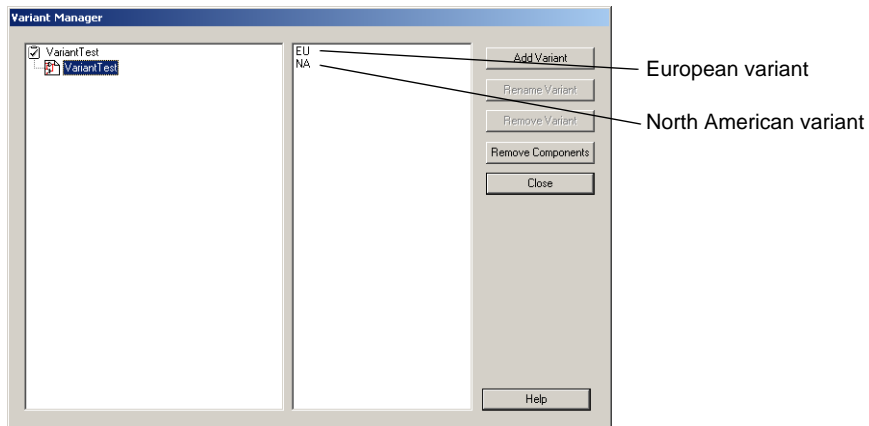 Variant Manager
VariantTest
VariantTest
EU
NA
Add Variant
Rename Variant
Remove Variant
Remove Components
Close
Help
European variant
North American variant